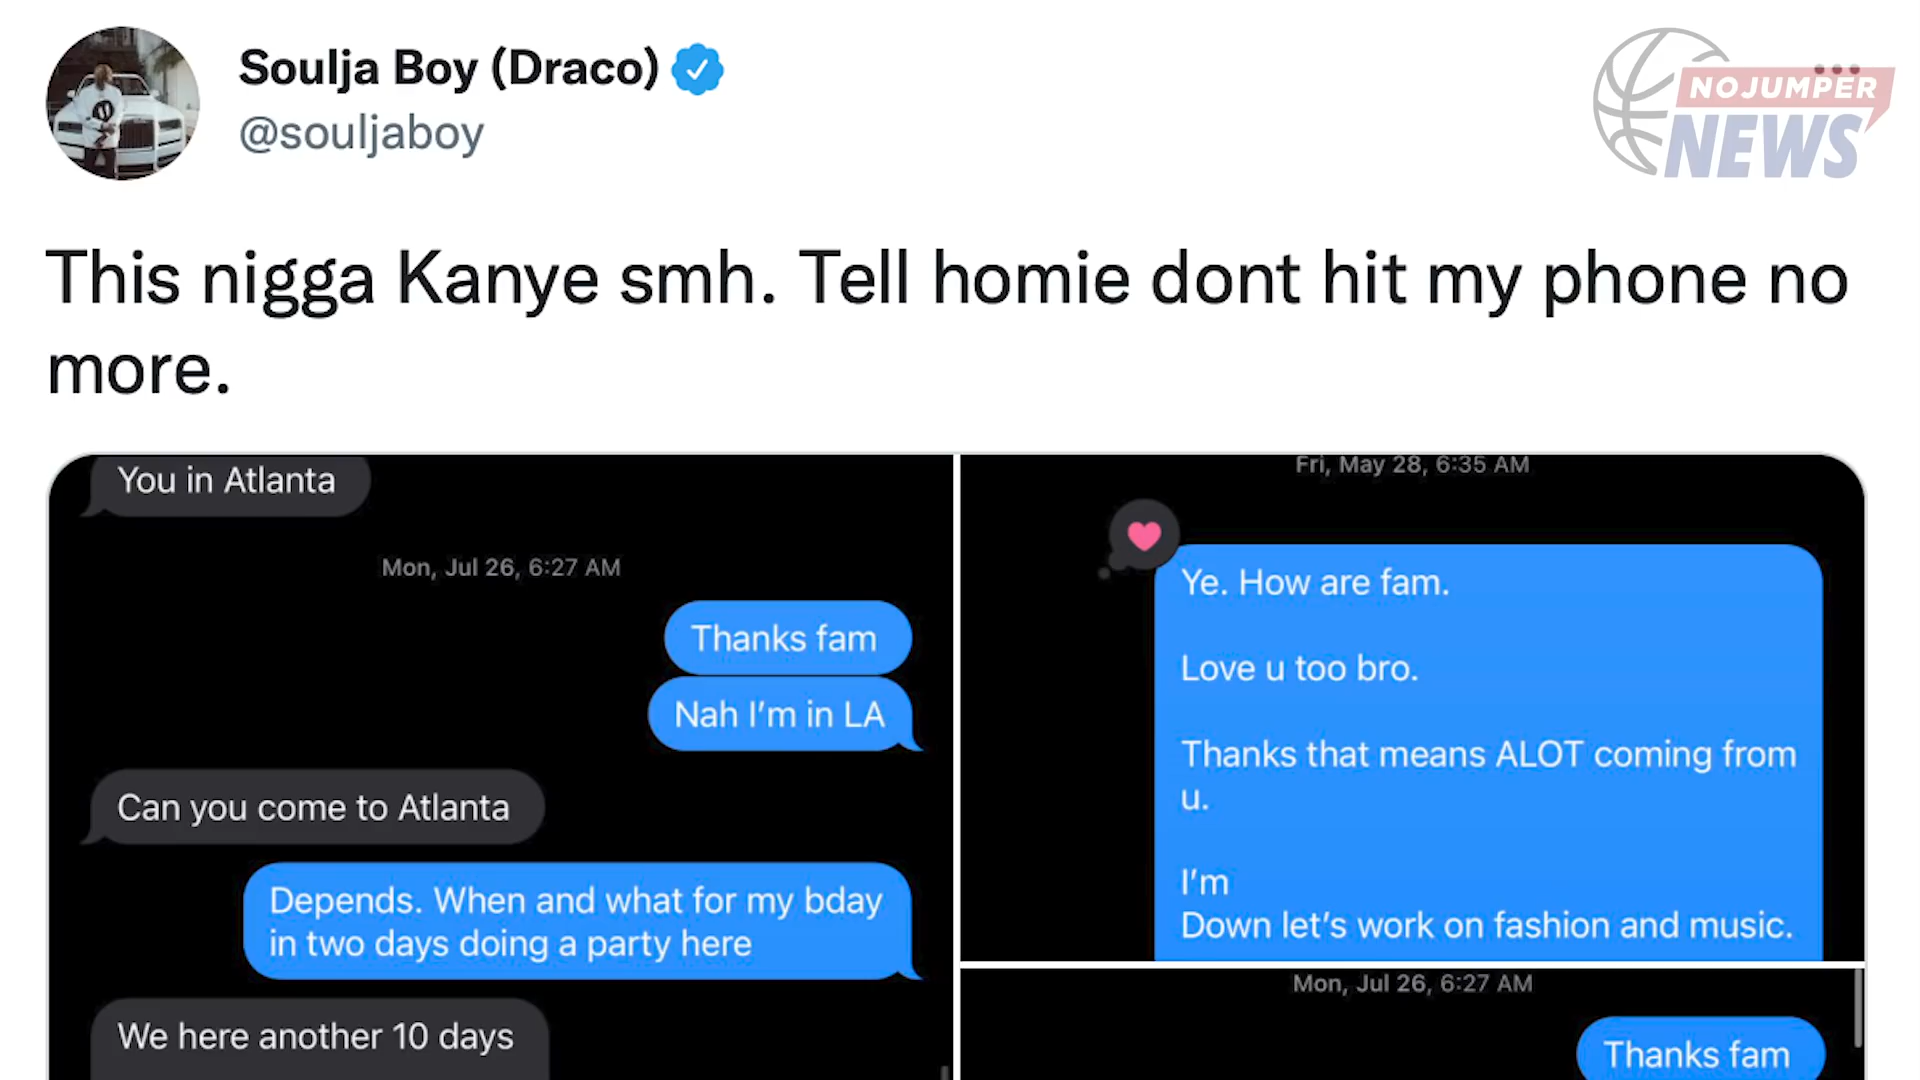 Soulja Boy (Draco)
@souljaboy
NOJUMPER
NEWS
This nigga Kanye smh. Tell homie dont hit my phone no
more.
You in Atlanta
Mon, Jul 26, 6:27 AM
Thanks fam
Nah I'm in LA
Can you come to Atlanta
Depends. When and what for my bday
in two days doing a party here
We here another 10 days
Fri, May 28, 6:35 AM
Ye. How are fam.
Love u too bro.
Thanks that means ALOT coming from
u.
I'm
Down let's work on fashion and music.
Mon, Jul 26, 6:27 AM
Thanks fam